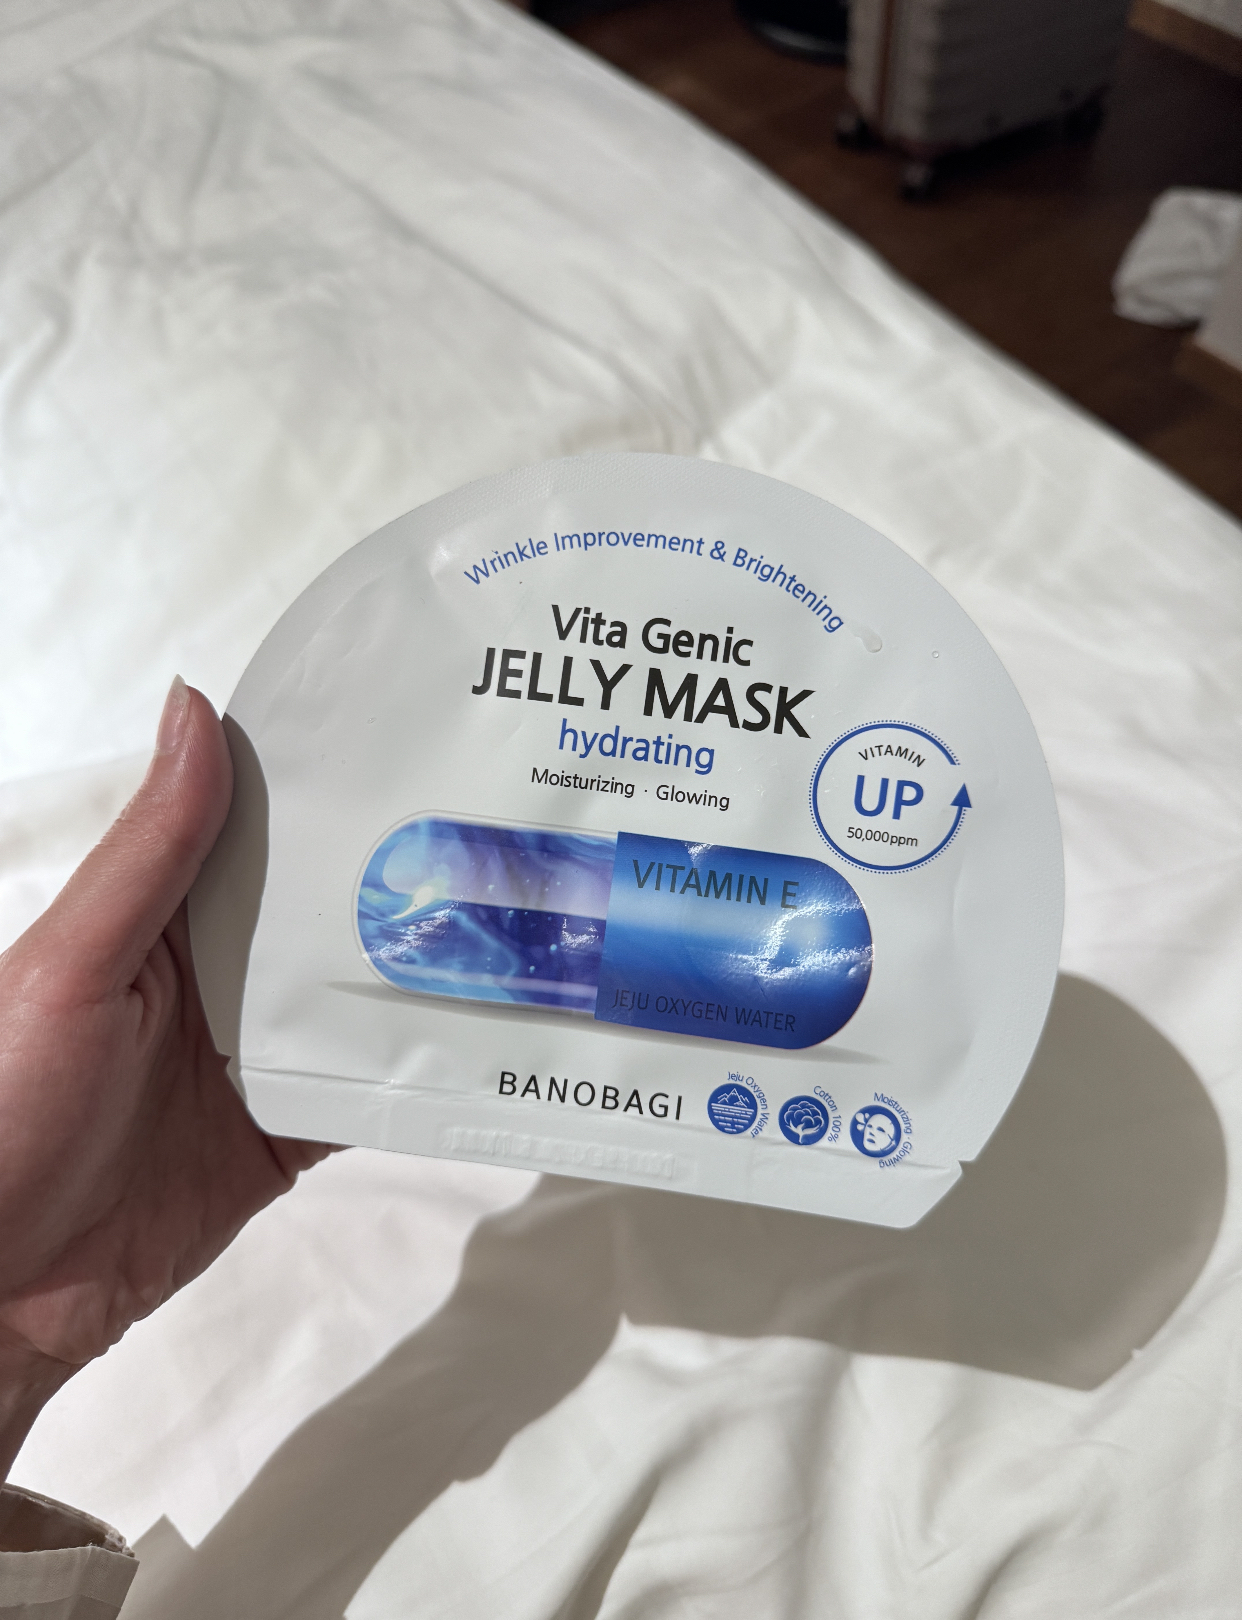 Wrinkle Improvement & Brightening
Vita Genic
JELLY MASK
hydrating
Moisturizing · Glowing
VITAMIN
UP
50,000ppm
VITAMIN E
JEJU OXYGEN WATER
BANOBAGI
Jeju Oxygen Water
Cotton 100%
Moisturizing · Glowing